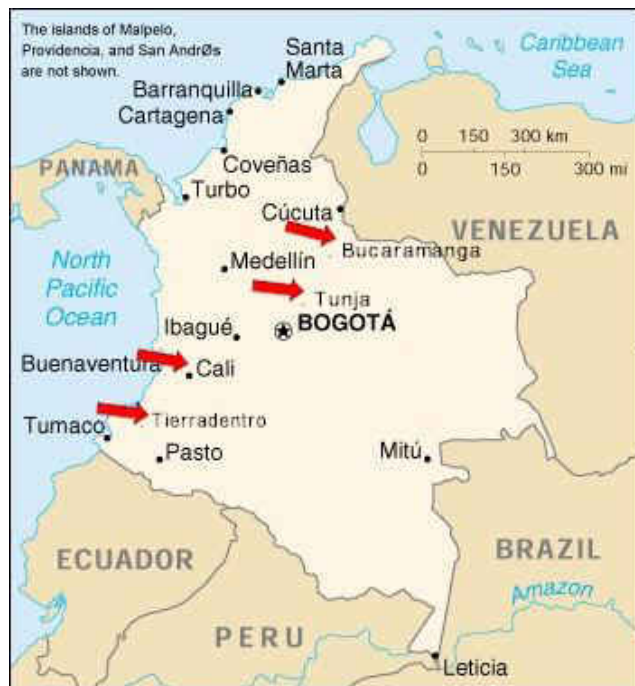 The islands of Malpelo,
Providencia, and San AndrØs
are not shown.
Caribbean
Sea
Santa
Marta
Barranquilla
Cartagena
0 150 300 km
0 150 300 mi
PANAMA
Coveñas
Turbo
Cúcuta
VENEZUELA
Bucaramanga
North
Pacific
Ocean
Medellín
Tunja
BOGOTÁ
Ibagué
Buenaventura
Cali
Tierradentro
Tumaco
Pasto
Mitú
ECUADOR
BRAZIL
Amazon
PERU
Leticia